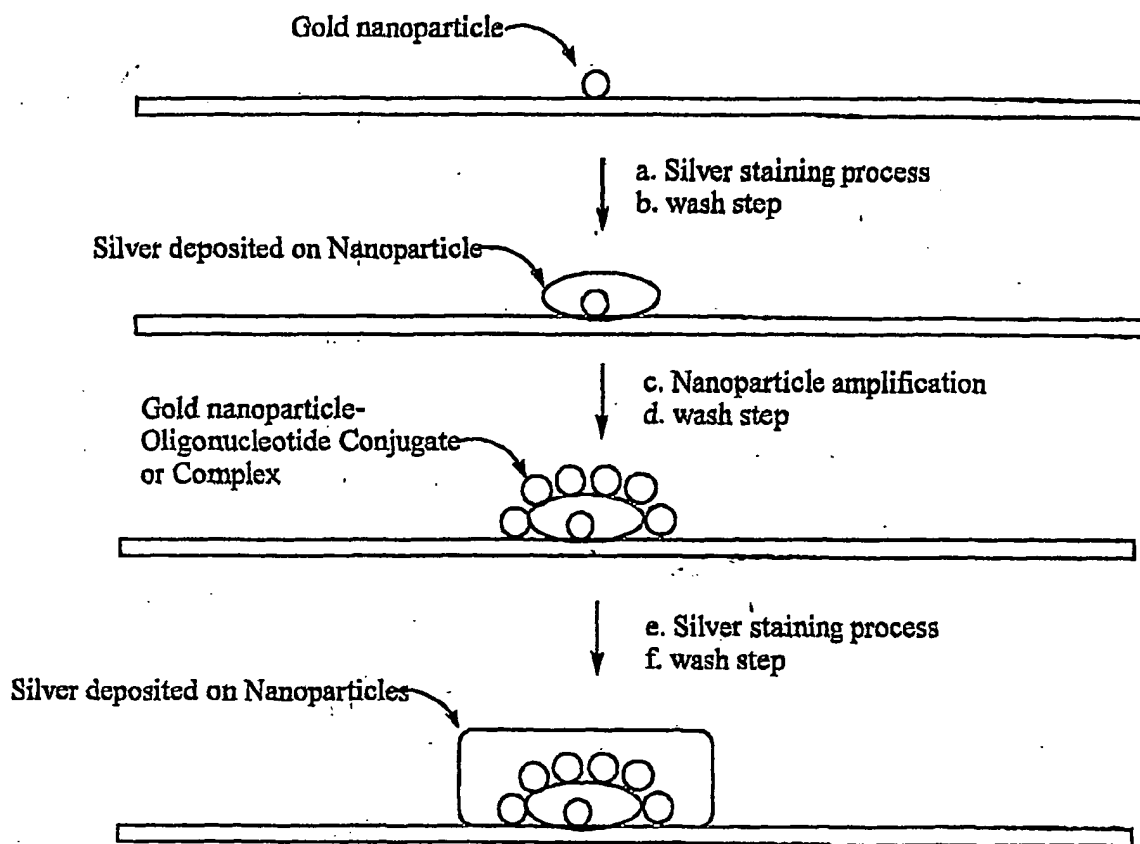 Gold nanoparticle
a. Silver staining process
b. wash step
Silver deposited on Nanoparticle
c. Nanoparticle amplification
d. wash step
Gold nanoparticle-
Oligonucleotide Conjugate
or Complex
e. Silver staining process
f. wash step
Silver deposited on Nanoparticles